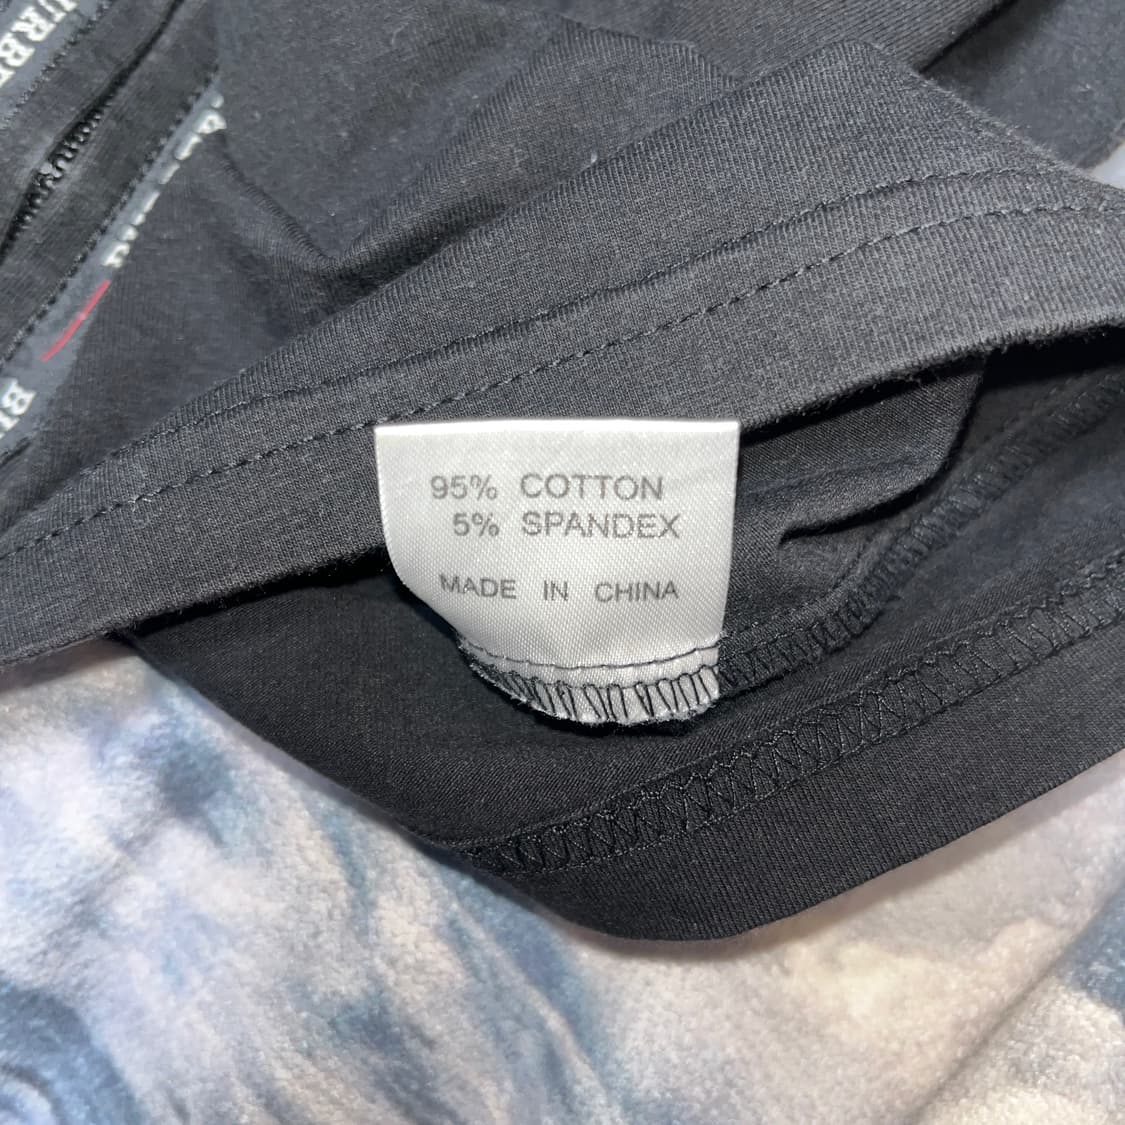 95% COTTON
5% SPANDEX
MADE IN CHINA